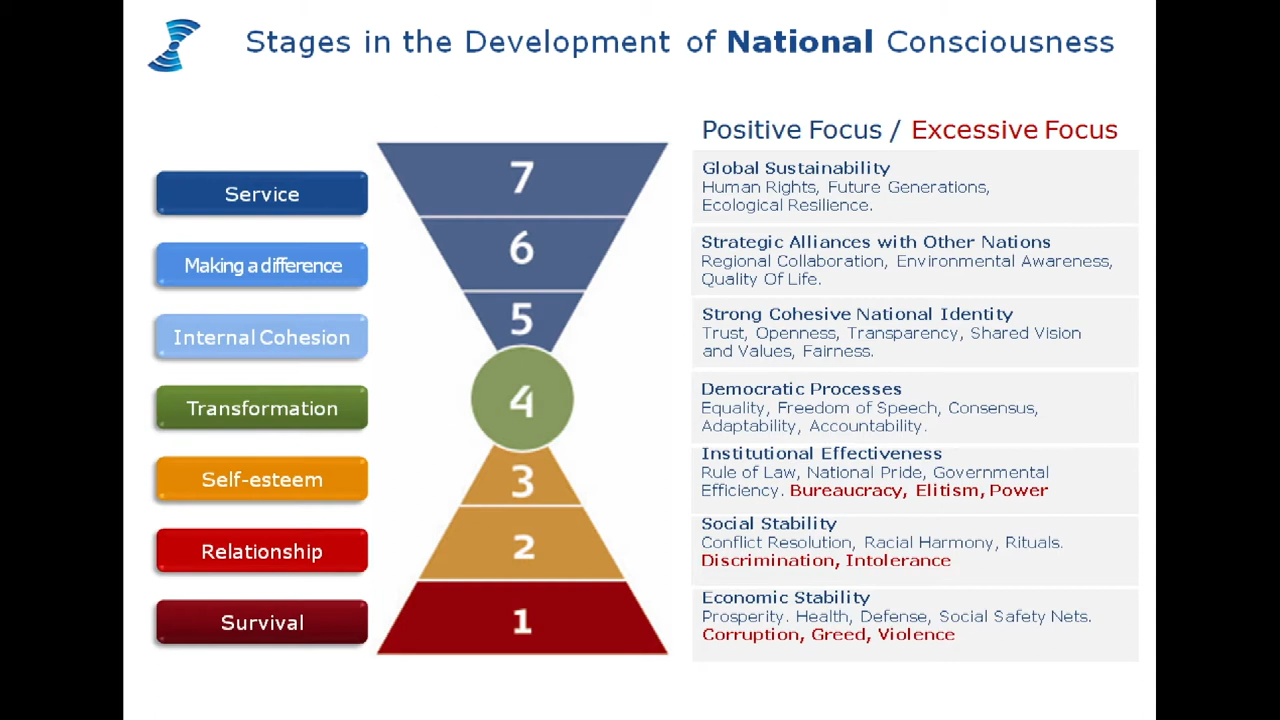 Stages in the Development of National Consciousness
Positive Focus / Excessive Focus
Service
7
Global Sustainability
Human Rights, Future Generations,
Ecological Resilience.
Making a difference
6
Strategic Alliances with Other Nations
Regional Collaboration, Environmental Awareness,
Quality Of Life.
Internal Cohesion
5
Strong Cohesive National Identity
Trust, Openness, Transparency, Shared Vision
and Values, Fairness.
Transformation
4
Democratic Processes
Equality, Freedom of Speech, Consensus,
Adaptability, Accountability.
Self-esteem
3
Institutional Effectiveness
Rule of Law, National Pride, Governmental
Efficiency. Bureaucracy, Elitism, Power
Relationship
2
Social Stability
Conflict Resolution, Racial Harmony, Rituals.
Discrimination, Intolerance
Survival
1
Economic Stability
Prosperity. Health, Defense, Social Safety Nets.
Corruption, Greed, Violence